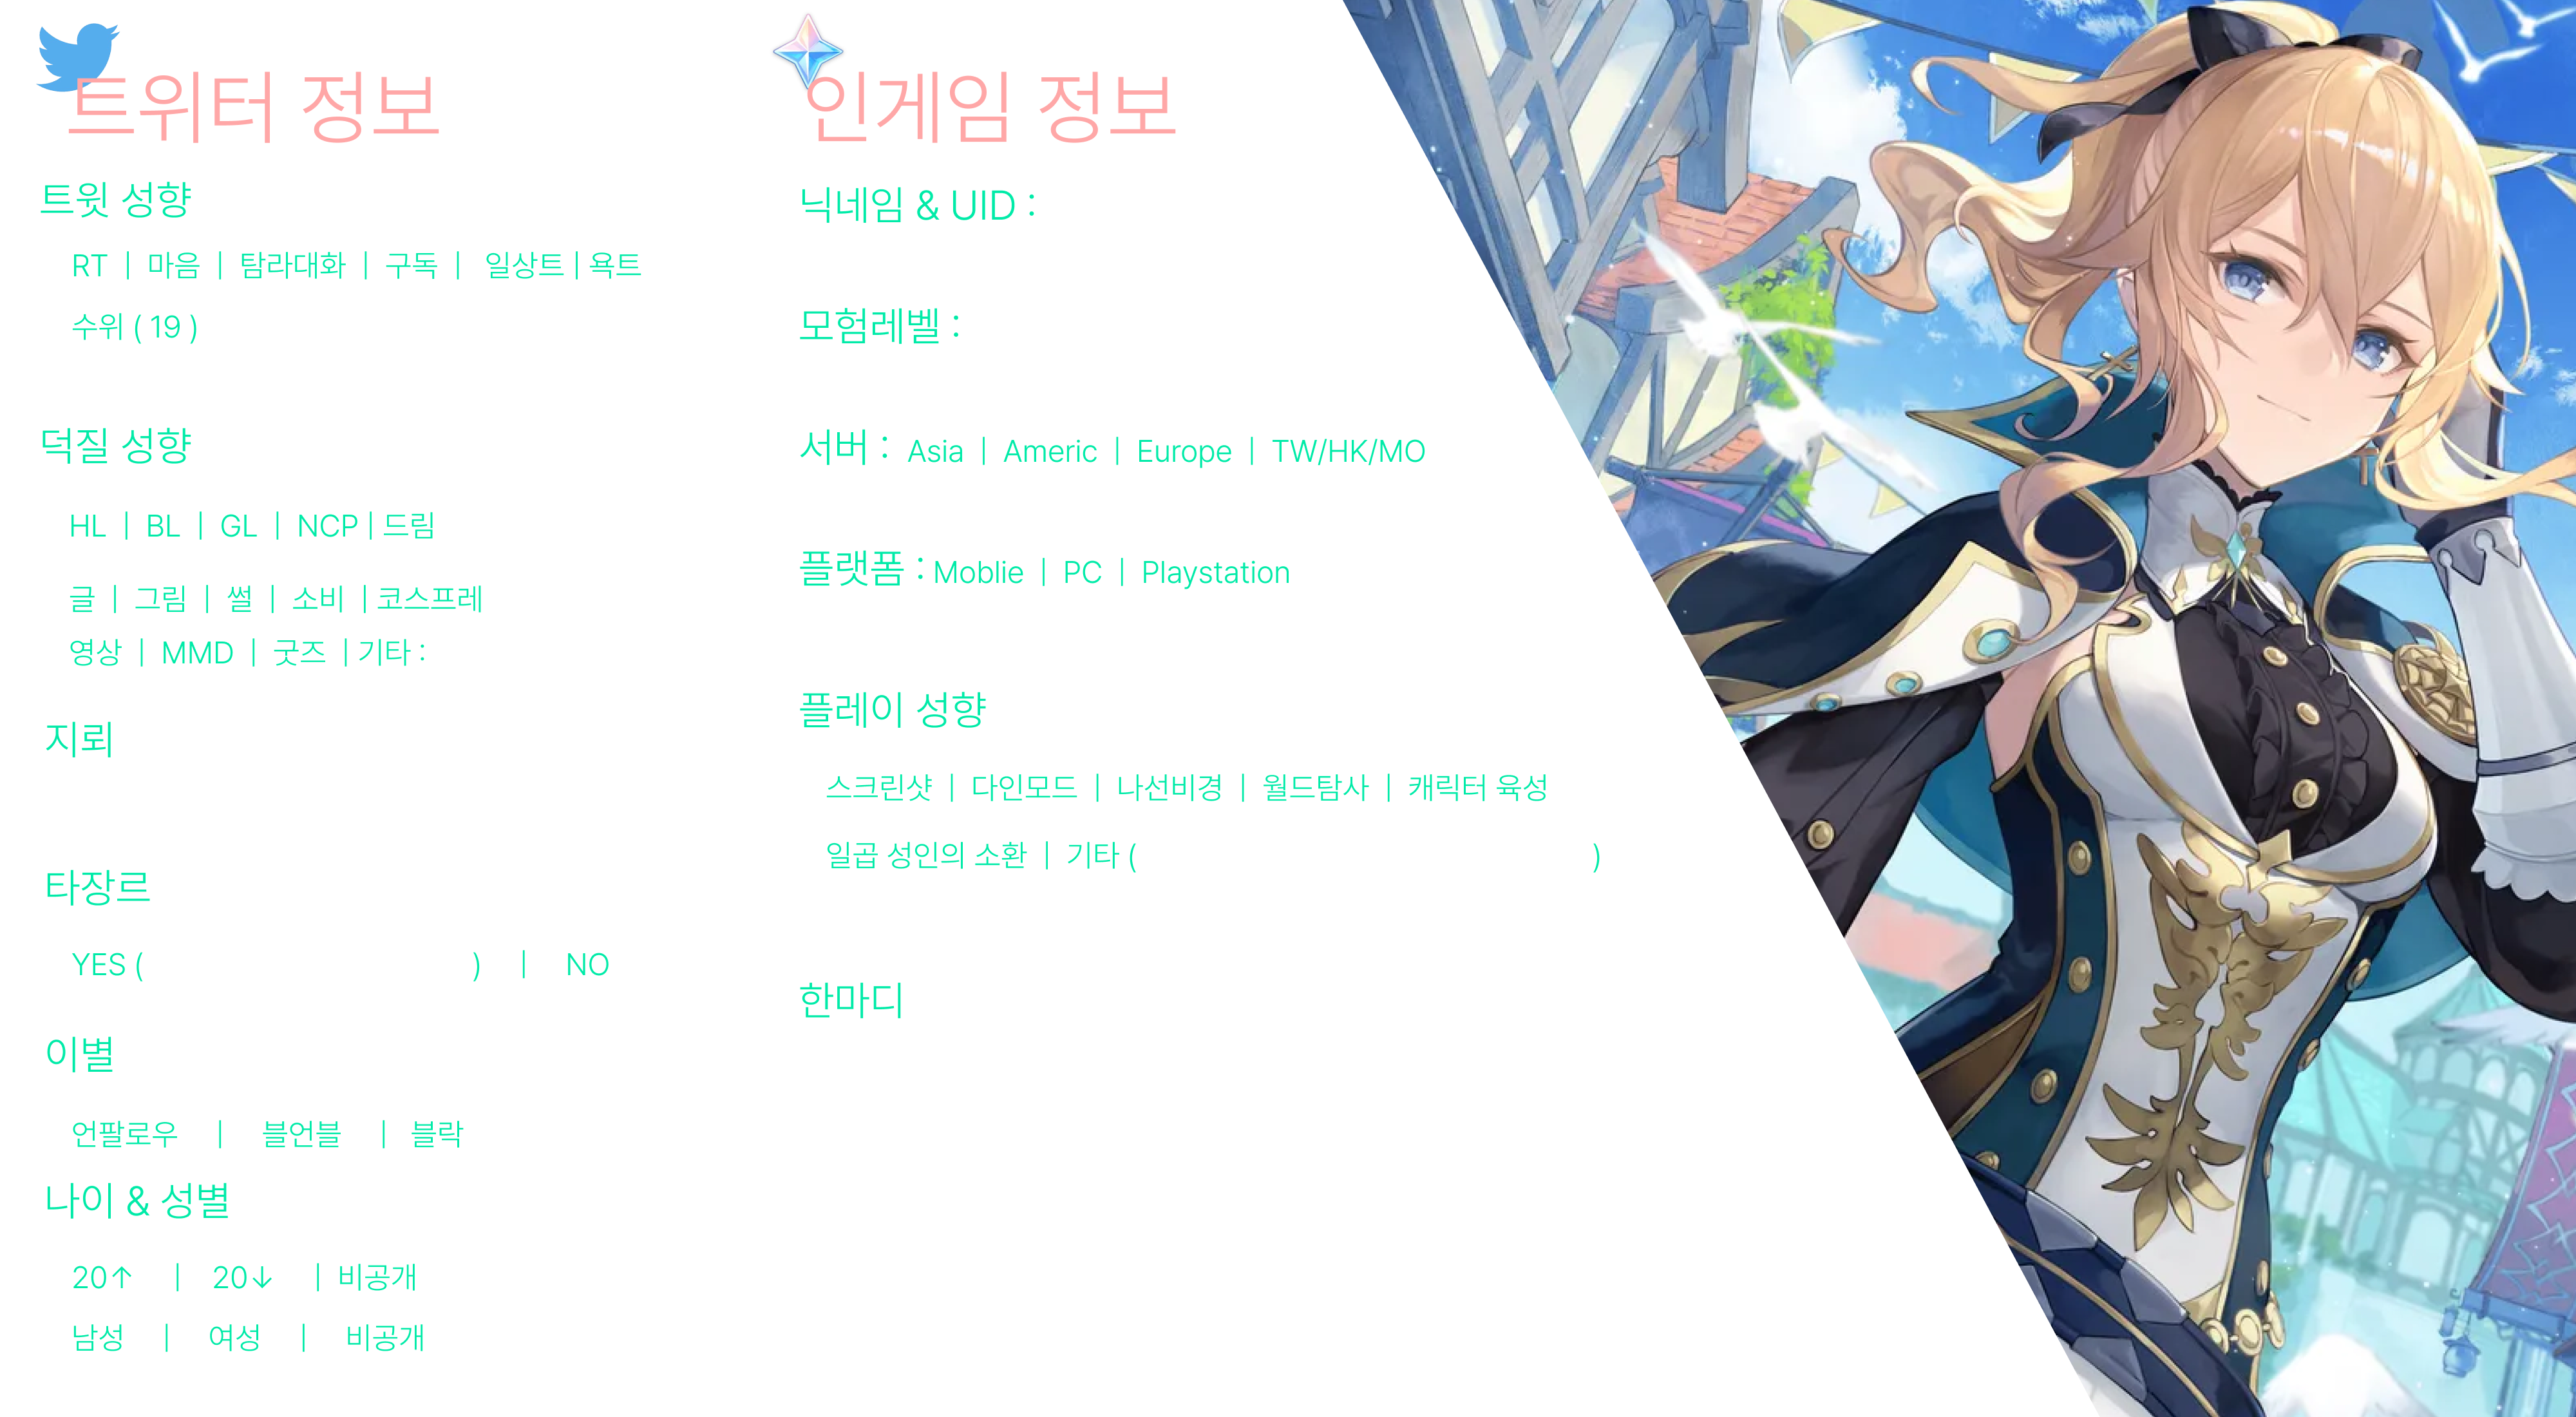 트위터 정보
트윗 성향
RT | 마음 | 탐라대화 | 구독 | 일상트 | 욕트
수위 ( 19 )
덕질 성향
HL | BL | GL | NCP | 드림
글 | 그림 | 썰 | 소비 | 코스프레
영상 | MMD | 굿즈 | 기타 :
지뢰
타장르
YES ( ) | NO
이별
언팔로우 | 블언블 | 블락
나이 & 성별
20↑ | 20↓ | 비공개
남성 | 여성 | 비공개
인게임 정보
닉네임 & UID :
모험레벨 :
서버 : Asia | Americ | Europe | TW/HK/MO
플랫폼 : Moblie | PC | Playstation
플레이 성향
스크린샷 | 다인모드 | 나선비경 | 월드탐사 | 캐릭터 육성
일곱 성인의 소환 | 기타 ( )
한마디